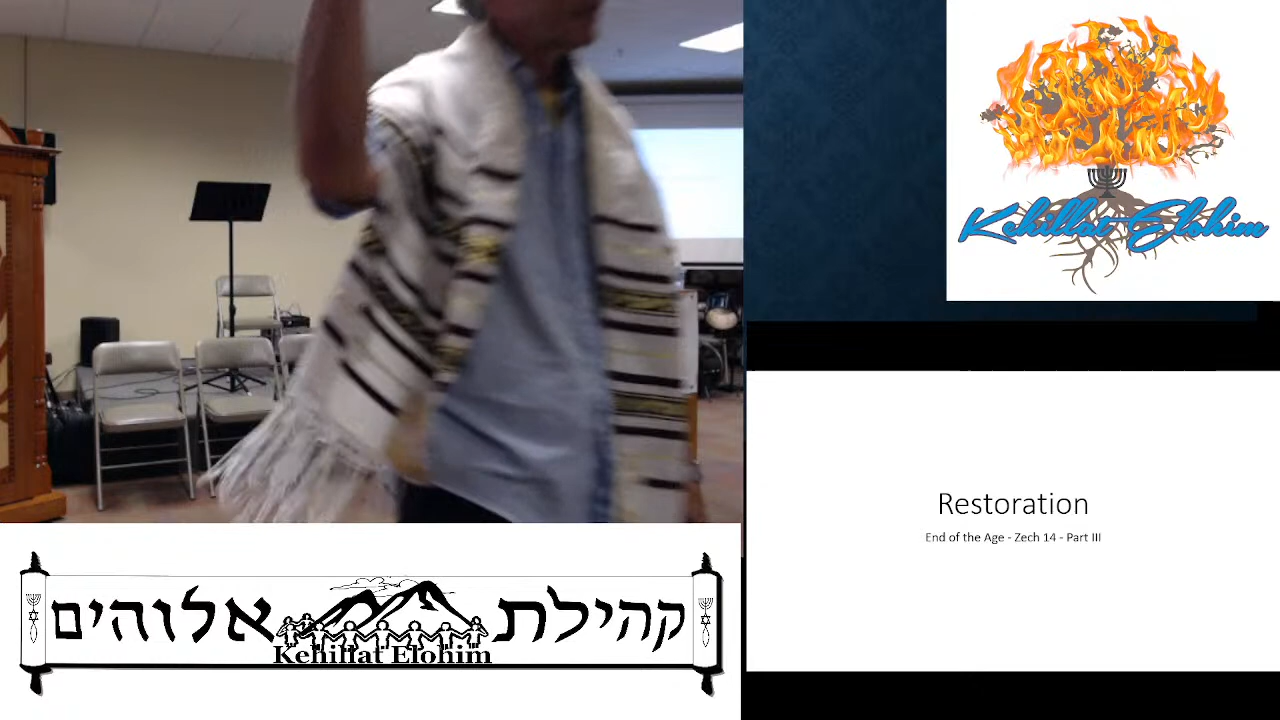 Kehillat Elohim
Restoration
End of the Age - Zech 14 - Part III
קהילת אלוהים
Kehillat Elohim